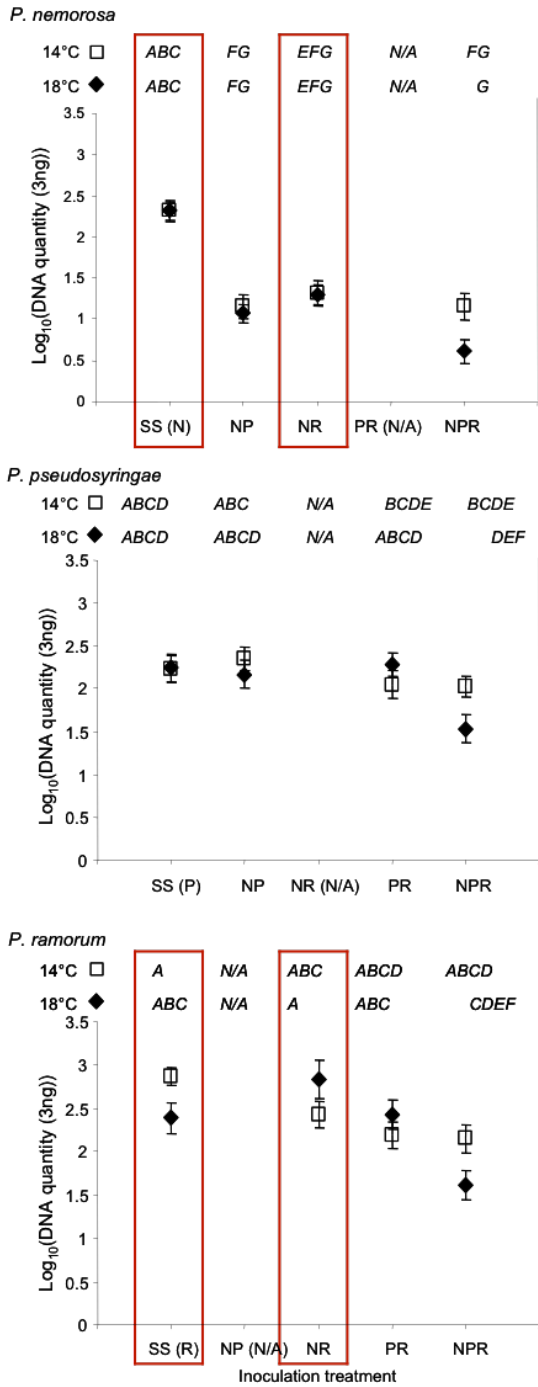 P. nemorosa
14°C ABC FG EFG N/A FG
18°C ABC FG EFG N/A G
3.5
3
2.5
2
1.5
1
0.5
0
Log10(DNA quantity (3ng))
SS (N) NP NR PR (N/A) NPR
P. pseudosyringae
14°C ABCD ABC N/A BCDE BCDE
18°C ABCD ABCD N/A ABCD DEF
3.5
3
2.5
2
1.5
1
0.5
0
Log10(DNA quantity (3ng))
SS (P) NP NR (N/A) PR NPR
P. ramorum
14°C A N/A ABC ABCD ABCD
18°C ABC N/A A ABC CDEF
3.5
3
2.5
2
1.5
1
0.5
0
Log10(DNA quantity (3ng))
SS (R) NP (N/A) NR PR NPR
Inoculation treatment